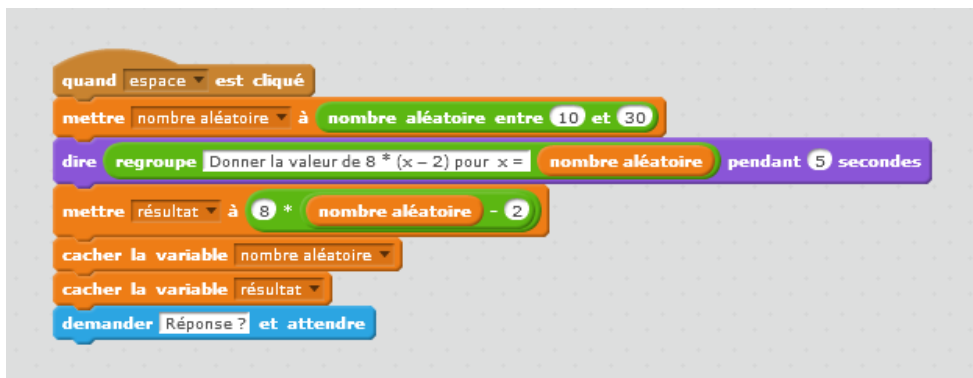 quand espace est cliqué
mettre nombre aléatoire à nombre aléatoire entre 10 et 30
dire regroupe Donner la valeur de 8 * (x – 2) pour x = nombre aléatoire pendant 5 secondes
mettre résultat à 8 * nombre aléatoire - 2
cacher la variable nombre aléatoire
cacher la variable résultat
demander Réponse ? et attendre